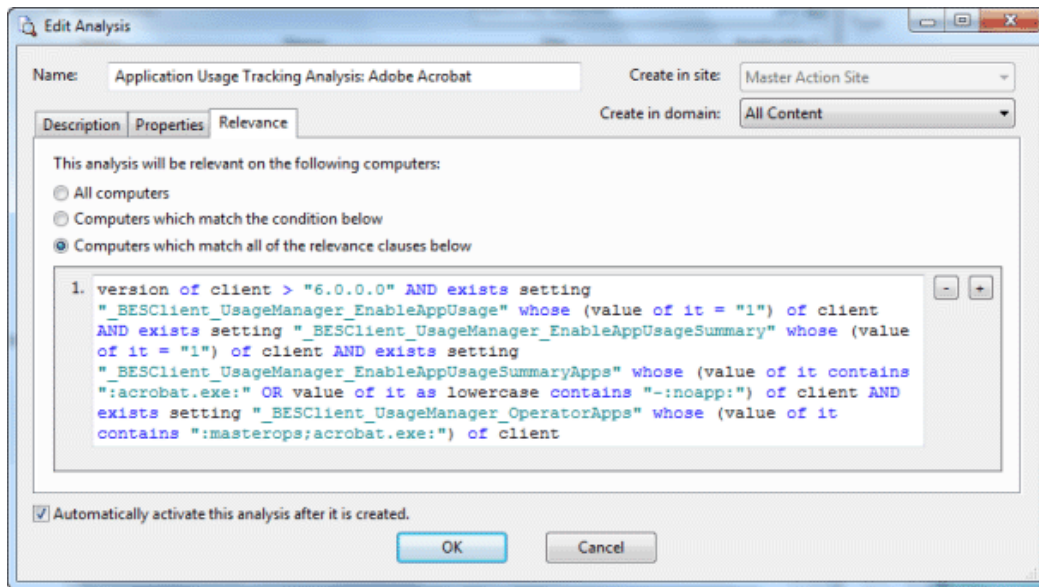 Edit Analysis
Name: Application Usage Tracking Analysis: Adobe Acrobat
Create in site: Master Action Site
Create in domain: All Content
Description Properties Relevance
This analysis will be relevant on the following computers:
All computers
Computers which match the condition below
Computers which match all of the relevance clauses below
1. version of client > "6.0.0.0" AND exists setting
"_BESClient_UsageManager_EnableAppUsage" whose (value of it = "1") of client
AND exists setting "_BESClient_UsageManager_EnableAppUsageSummary" whose (value
of it = "1") of client AND exists setting
"_BESClient_UsageManager_EnableAppUsageSummaryApps" whose (value of it contains
":acrobat.exe:" OR value of it as lowercase contains "-:noapp:") of client AND
exists setting "_BESClient_UsageManager_OperatorApps" whose (value of it
contains ":masterops;acrobat.exe:") of client
- +
Automatically activate this analysis after it is created.
OK Cancel